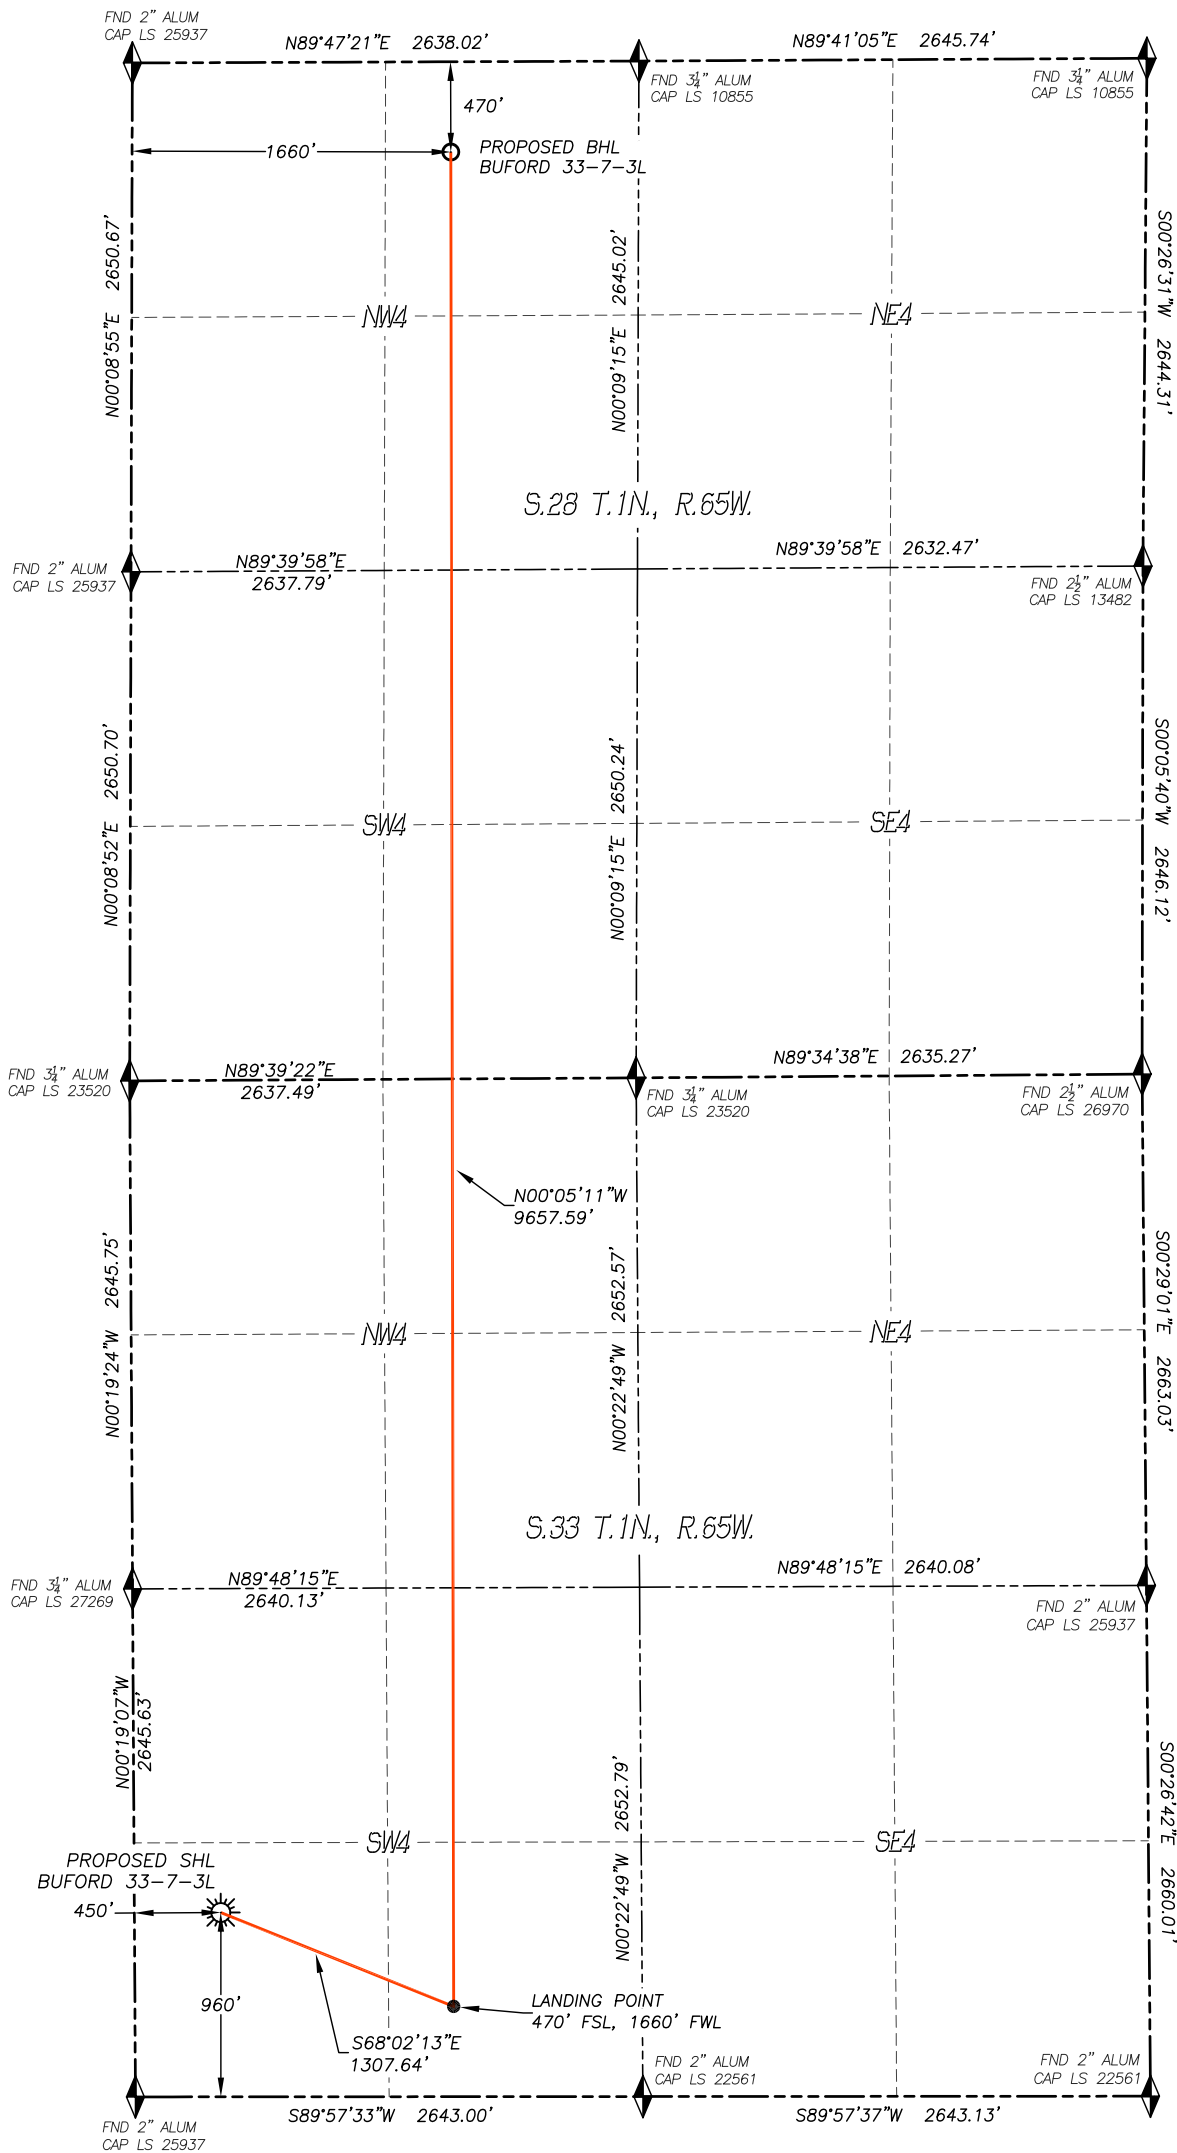 FND 2" ALUM
CAP LS 25937
N89°47'21"E 2638.02'
N89°41'05"E 2645.74'
FND 3¼" ALUM
CAP LS 10855
FND 3¼" ALUM
CAP LS 10855
470'
1660'
PROPOSED BHL
BUFORD 33-7-3L
N00°08'55"E 2650.67'
N00°09'15"E 2645.02'
S00°26'31"W 2644.31'
NW4
NE4
S.28 T.1N., R.65W.
FND 2" ALUM
CAP LS 25937
N89°39'58"E
2637.79'
N89°39'58"E 2632.47'
FND 2½" ALUM
CAP LS 13482
N00°08'52"E 2650.70'
N00°09'15"E 2650.24'
S00°05'40"W 2646.12'
SW4
SE4
FND 3¼" ALUM
CAP LS 23520
N89°39'22"E
2637.49'
N89°34'38"E 2635.27'
FND 3¼" ALUM
CAP LS 23520
FND 2½" ALUM
CAP LS 26970
N00°05'11"W
9657.59'
N00°19'24"W 2645.75'
N00°22'49"W 2652.57'
S00°29'01"E 2663.03'
NW4
NE4
S.33 T.1N., R.65W.
FND 3¼" ALUM
CAP LS 27269
N89°48'15"E
2640.13'
N89°48'15"E 2640.08'
FND 2" ALUM
CAP LS 25937
N00°19'07"W
2645.63'
N00°22'49"W 2652.79'
S00°26'42"E 2660.01'
SW4
SE4
PROPOSED SHL
BUFORD 33-7-3L
450'
960'
LANDING POINT
470' FSL, 1660' FWL
S68°02'13"E
1307.64'
FND 2" ALUM
CAP LS 22561
FND 2" ALUM
CAP LS 22561
S89°57'33"W 2643.00'
S89°57'37"W 2643.13'
FND 2" ALUM
CAP LS 25937